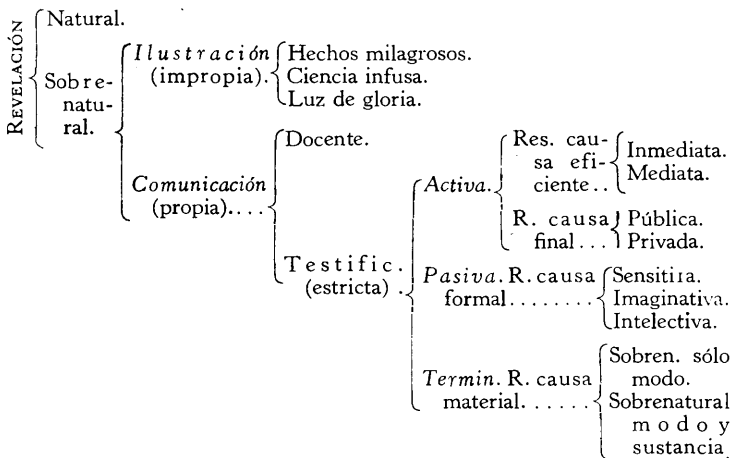 REVELACIÓN
Natural.
Sobre-
natu-
ral.
Ilustración
(impropia).
Hechos milagrosos.
Ciencia infusa.
Luz de gloria.
Comunicación
(propia)....
Docente.
Testific.
(estricta) .
Activa.
Res. cau-
sa efi-
ciente..
Inmediata.
Mediata.
R. causa
final...
Pública.
Privada.
Pasiva. R. causa
formal........
Sensitiva.
Imaginativa.
Intelectiva.
Termin. R. causa
material......
Sobren. sólo
modo.
Sobrenatural
modo y
sustancia